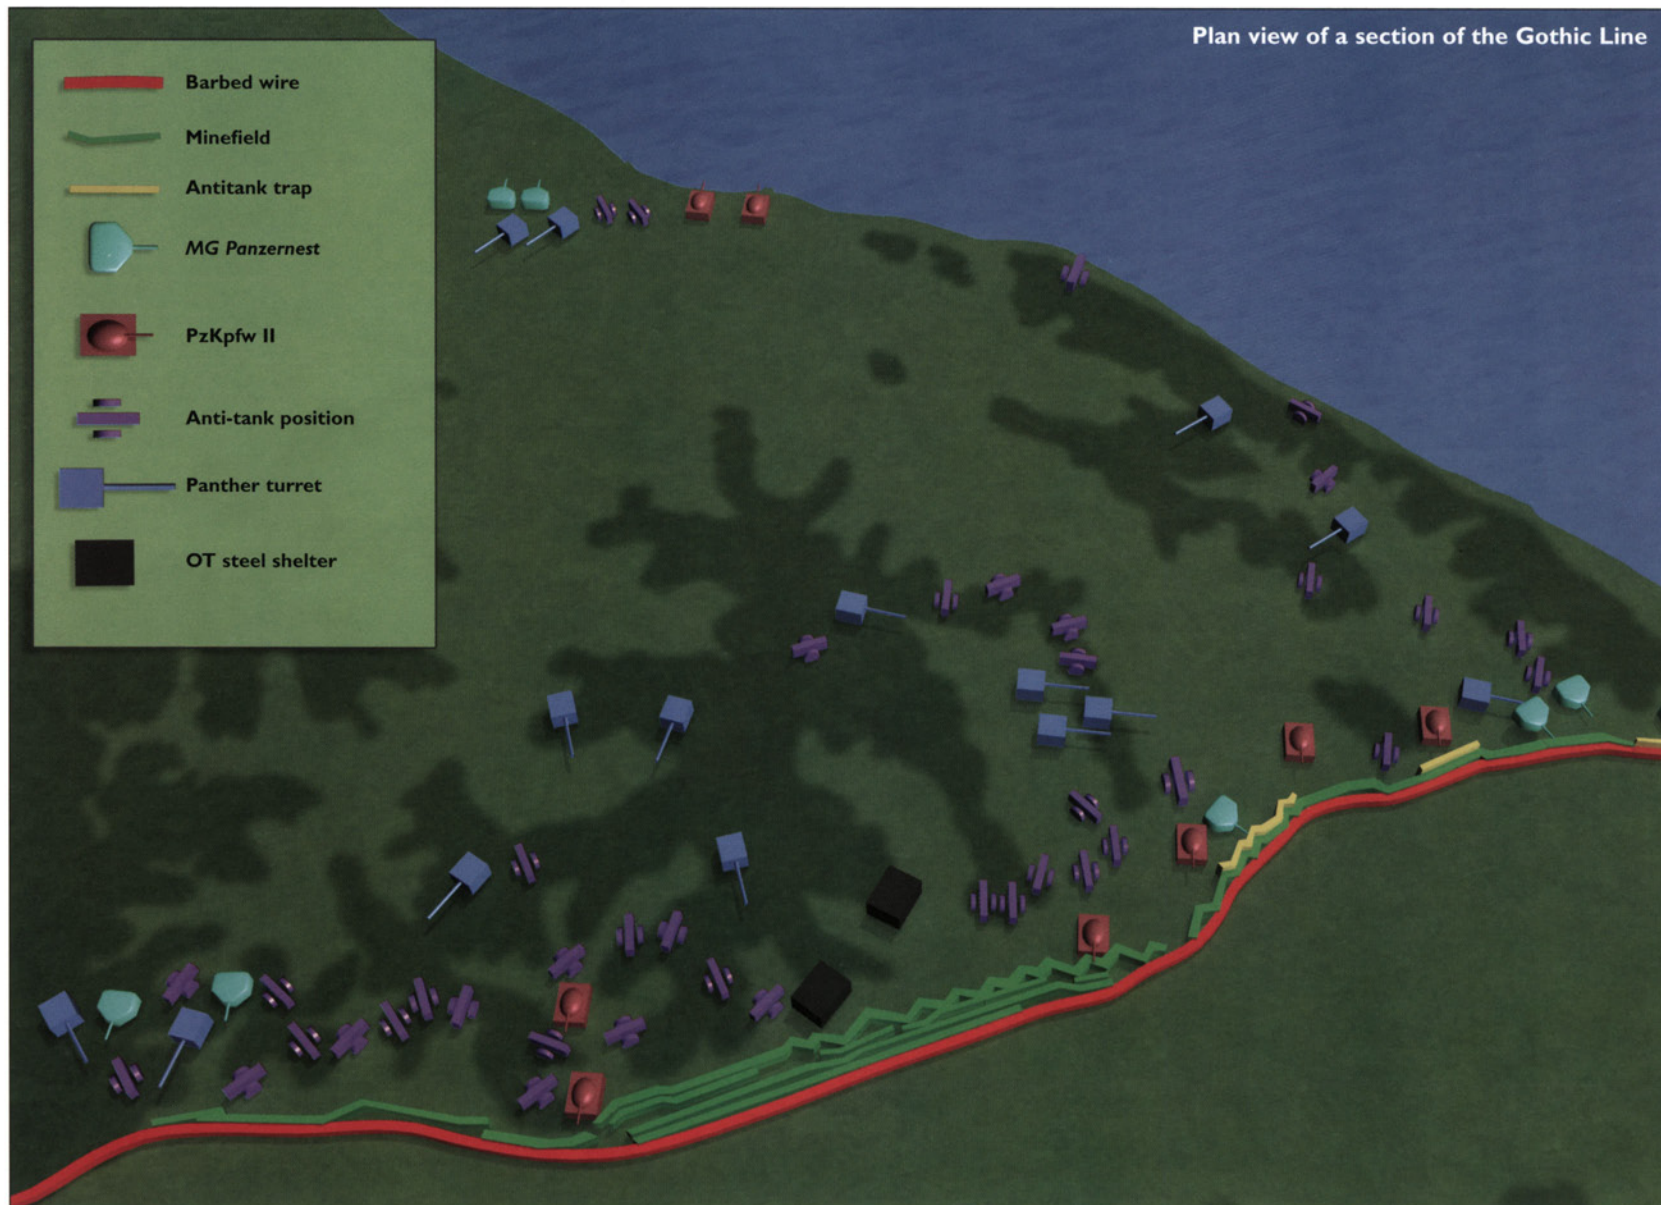 Plan view of a section of the Gothic Line
Barbed wire
Minefield
Antitank trap
MG Panzernest
PzKpfw II
Anti-tank position
Panther turret
OT steel shelter